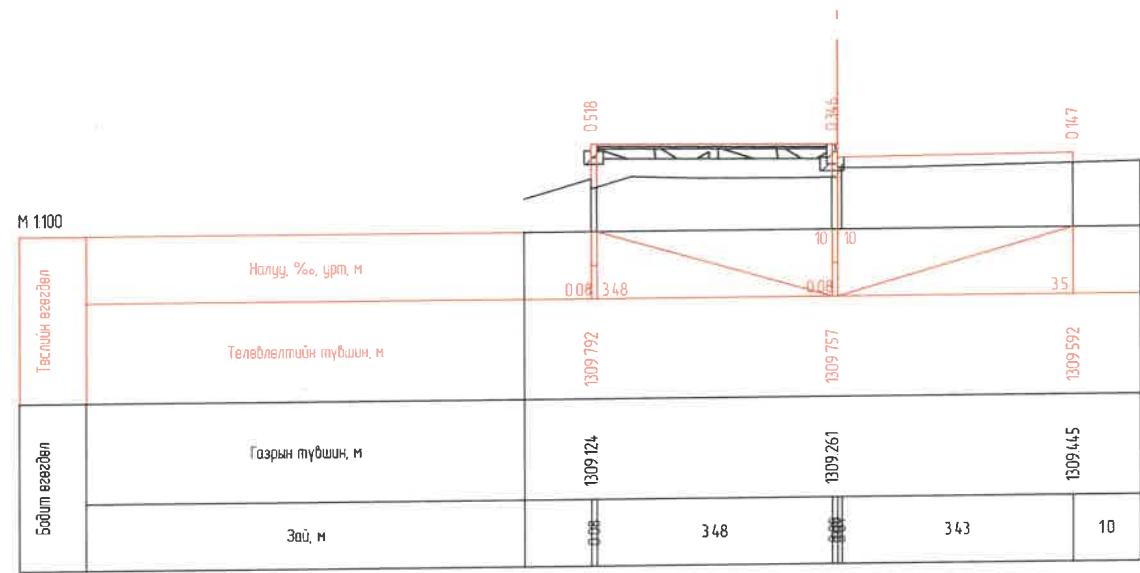 0.518
0.346
0.147
М 1:100
Төслийн өгөгдөл
Налуу, ‰, урт, м
0.08 3.48
10 10
0.08
3.5
Төлөвлөлтийн түвшин, м
1309.792
1309.757
1309.592
Бодит өгөгдөл
Газрын түвшин, м
1309.124
1309.261
1309.445
Зай, м
0.08
3.48
3.43
10